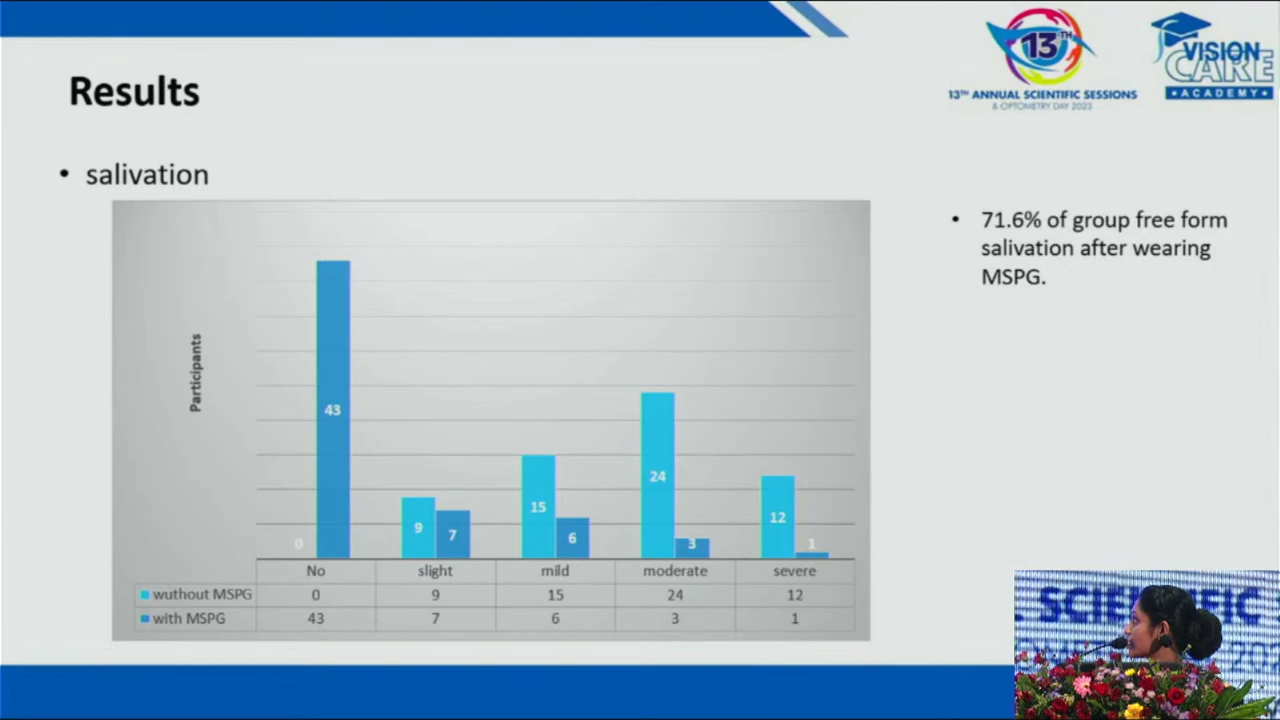 13TH
13TH ANNUAL SCIENTIFIC SESSIONS
& OPTOMETRY DAY 2023
VISION
CARE
•ACADEMY•
Results
• salivation
Participants
43
0
9
7
15
6
24
3
12
1
No slight mild moderate severe
wuthout MSPG 0 9 15 24 12
with MSPG 43 7 6 3 1
• 71.6% of group free form
salivation after wearing
MSPG.
SCIENTIFIC